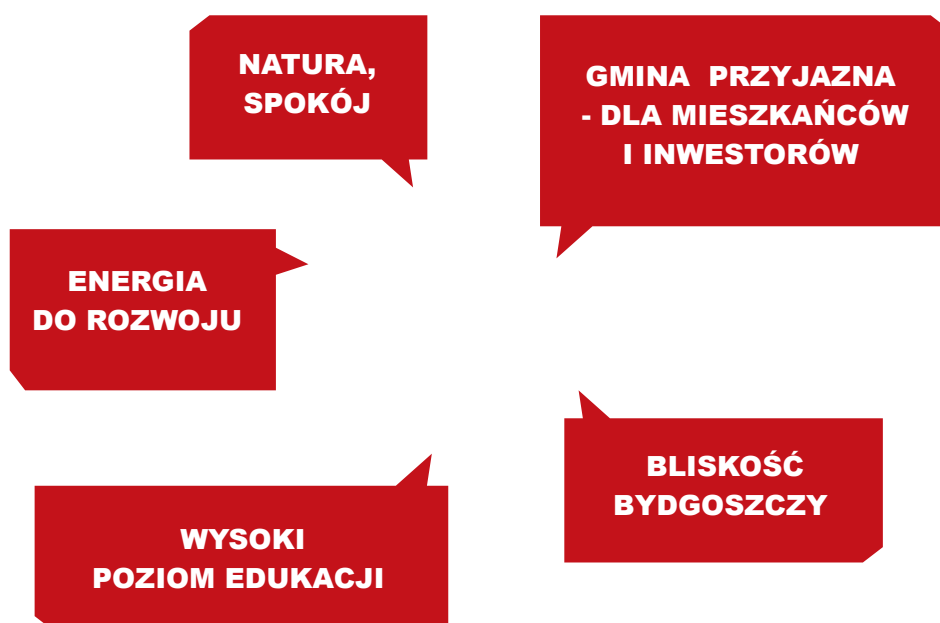 NATURA,
SPOKÓJ
GMINA PRZYJAZNA
- DLA MIESZKAŃCÓW
I INWESTORÓW
ENERGIA
DO ROZWOJU
BLISKOŚĆ
BYDGOSZCZY
WYSOKI
POZIOM EDUKACJI